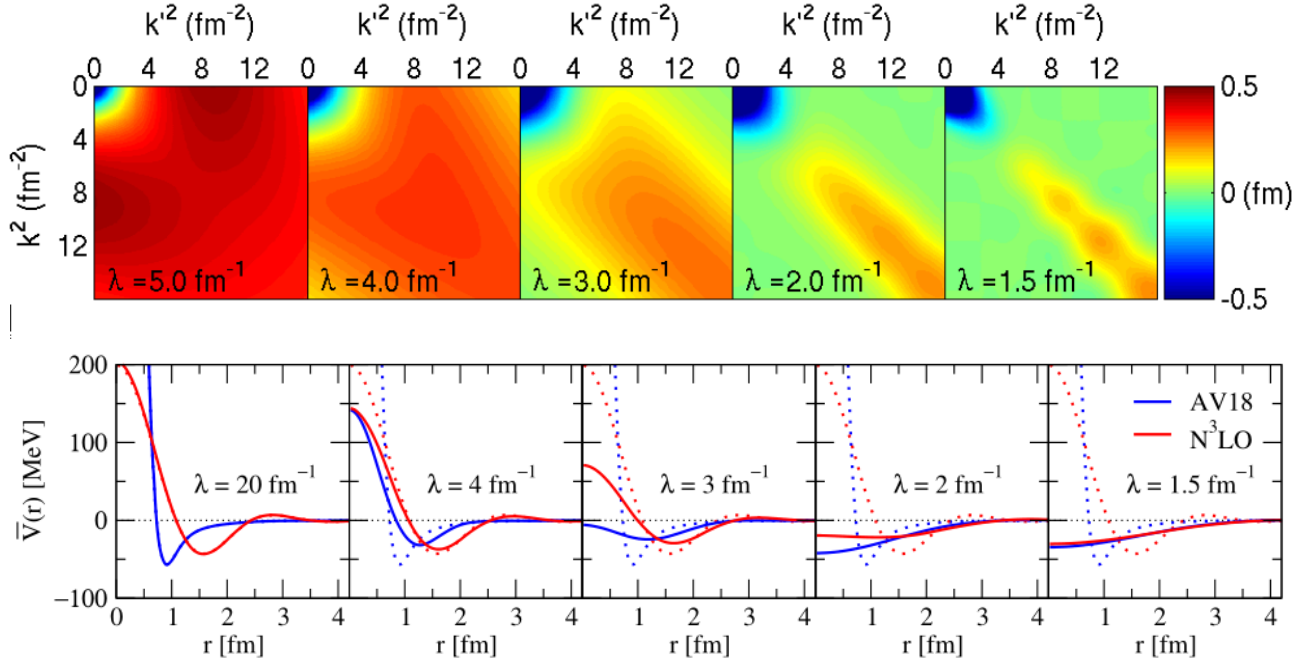 k'² (fm⁻²) k'² (fm⁻²) k'² (fm⁻²) k'² (fm⁻²) k'² (fm⁻²)
0 4 8 12 0 4 8 12 0 4 8 12 0 4 8 12 0 4 8 12
k² (fm⁻²)
0
4
8
12
λ = 5.0 fm⁻¹ λ = 4.0 fm⁻¹ λ = 3.0 fm⁻¹ λ = 2.0 fm⁻¹ λ = 1.5 fm⁻¹
0.5
0 (fm)
-0.5
V̅(r) [MeV]
200
100
0
−100
AV18
N³LO
λ = 20 fm⁻¹ λ = 4 fm⁻¹ λ = 3 fm⁻¹ λ = 2 fm⁻¹ λ = 1.5 fm⁻¹
0 1 2 3 4 1 2 3 4 1 2 3 4 1 2 3 4 1 2 3 4
r [fm] r [fm] r [fm] r [fm] r [fm]